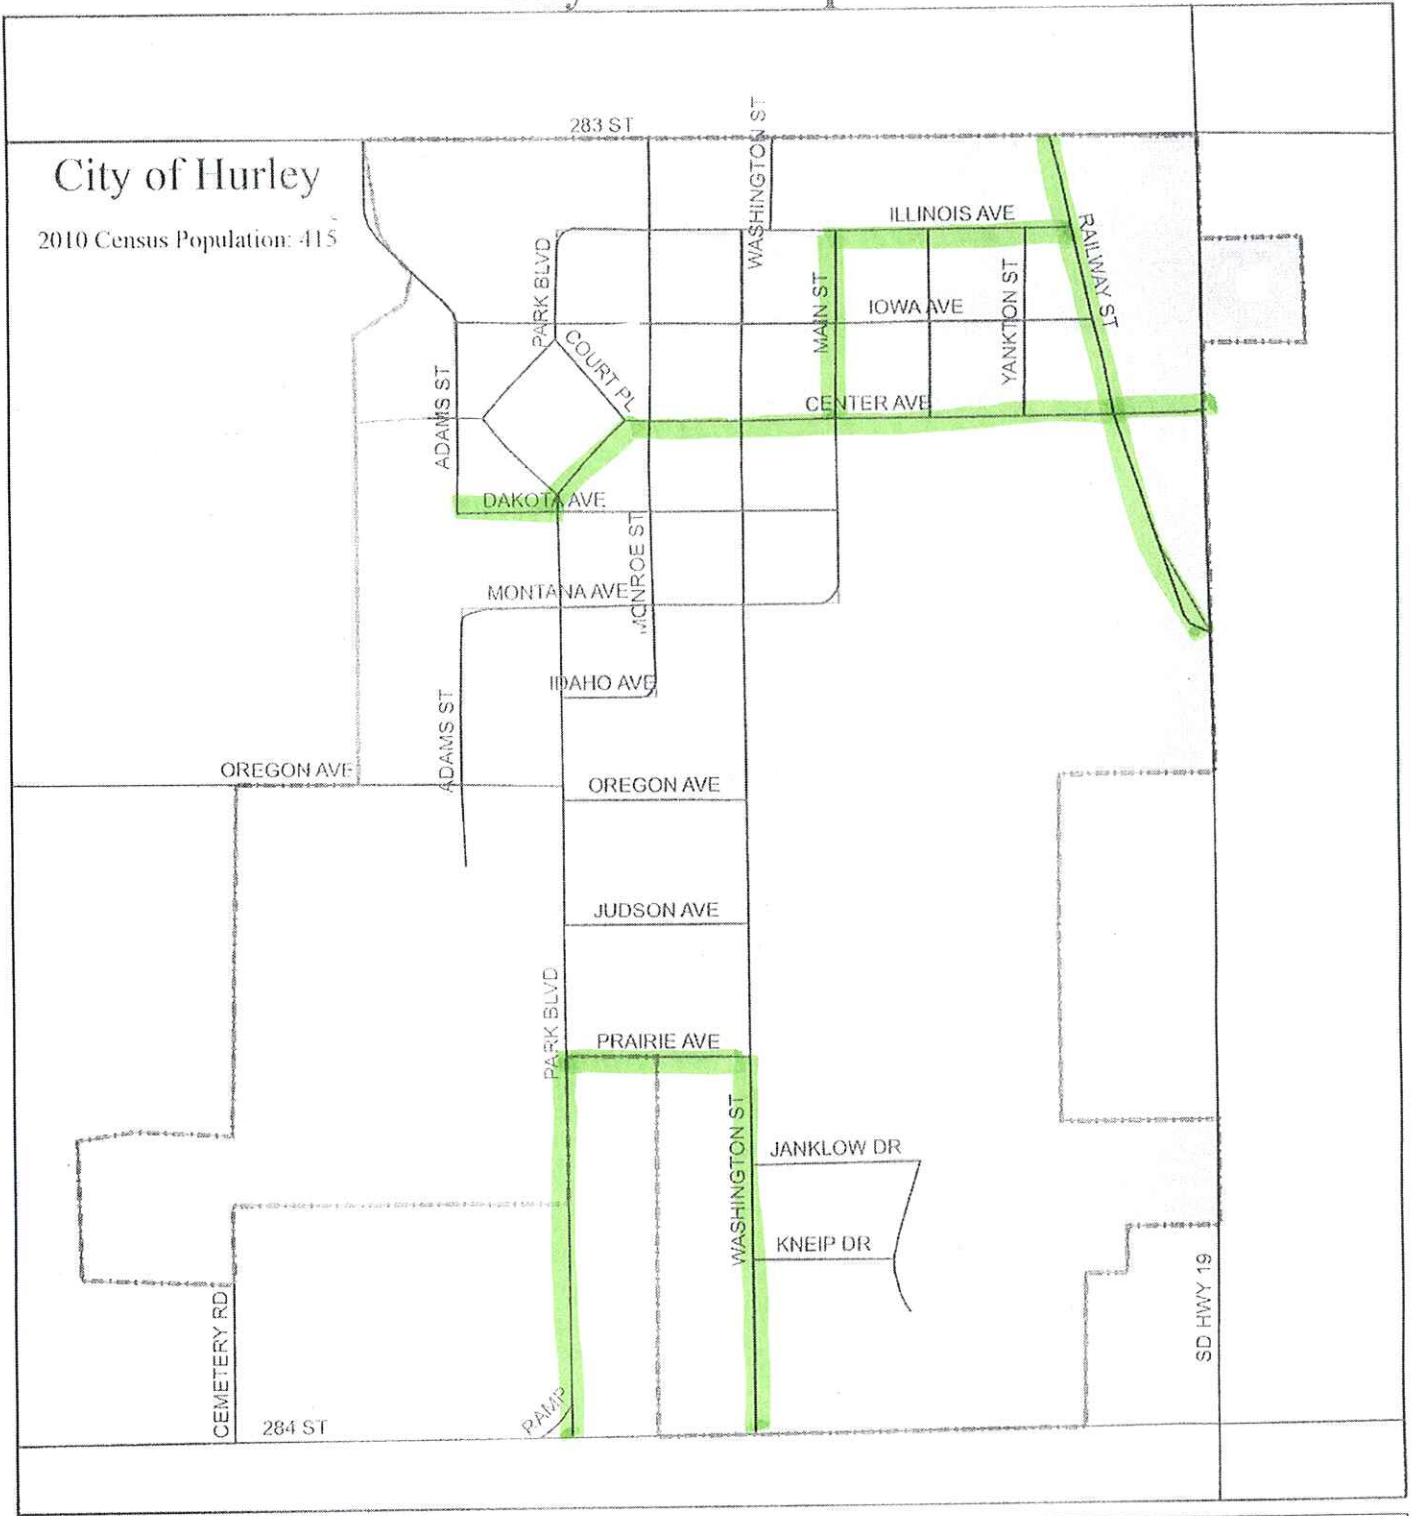 283 ST
City of Hurley
2010 Census Population: 415
WASHINGTON ST
ILLINOIS AVE
RAILWAY ST
PARK BLVD
MAIN ST
IOWA AVE
YANKTON ST
COURT PL
ADAMS ST
CENTER AVE
DAKOTA AVE
MONROE ST
MONTANA AVE
IDAHO AVE
ADAMS ST
OREGON AVE
OREGON AVE
JUDSON AVE
PARK BLVD
PRAIRIE AVE
WASHINGTON ST
JANKLOW DR
KNEIP DR
SD HWY 19
CEMETERY RD
RAMP
284 ST